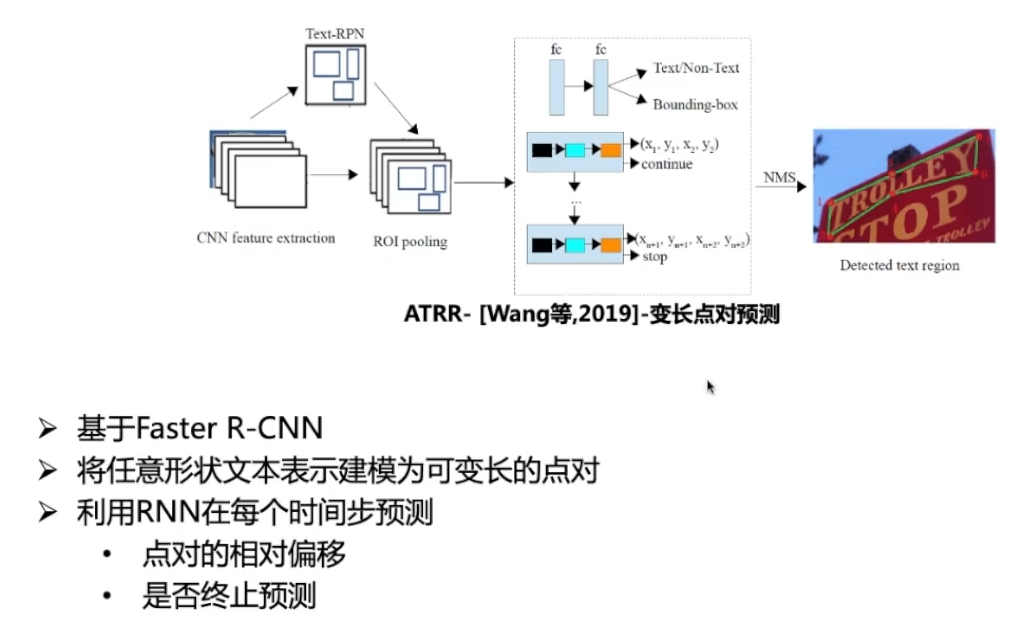 Text-RPN
CNN feature extraction
ROI pooling
fc fc
Text/Non-Text
Bounding-box
(x1, y1, x2, y2)
continue
...
(xn+1, yn+1, xn+2, yn+2)
stop
NMS
TROLLEY
STOP
TROLLEY
1
6
Detected text region
ATRR- [Wang等,2019]-变长点对预测
➢ 基于Faster R-CNN
➢ 将任意形状文本表示建模为可变长的点对
➢ 利用RNN在每个时间步预测
• 点对的相对偏移
• 是否终止预测